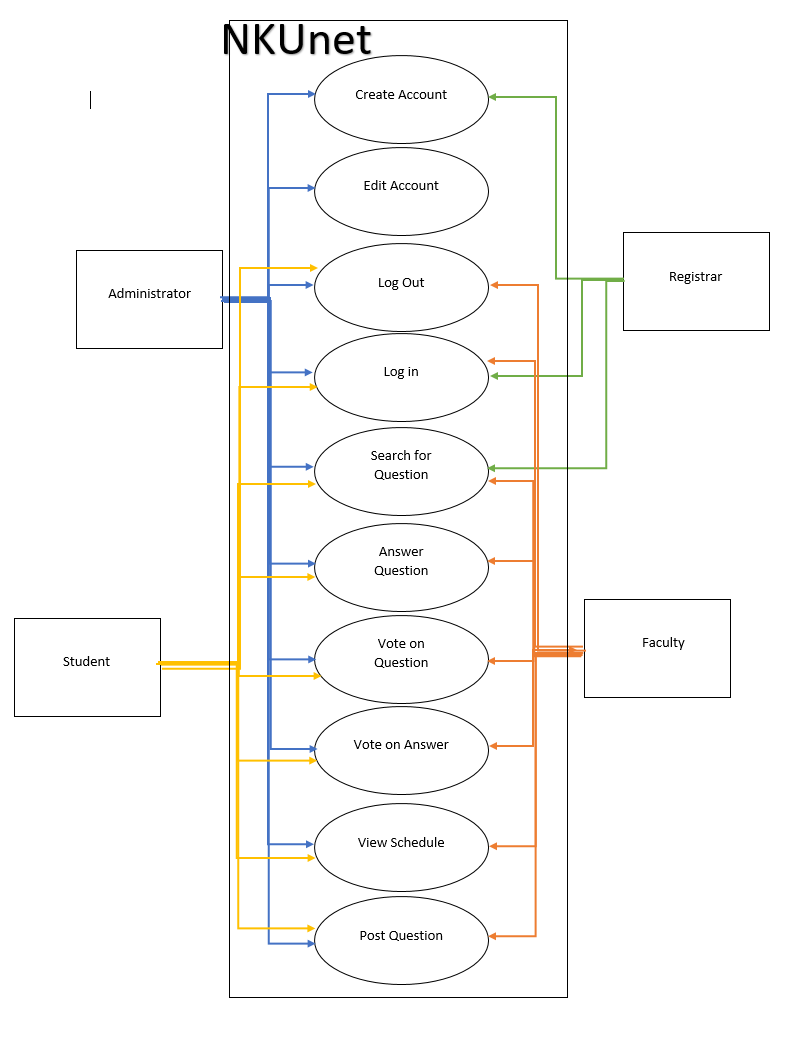 NKUnet
Create Account
Edit Account
Log Out
Administrator
Registrar
Log in
Search for
Question
Answer
Question
Vote on
Question
Student
Faculty
Vote on Answer
View Schedule
Post Question